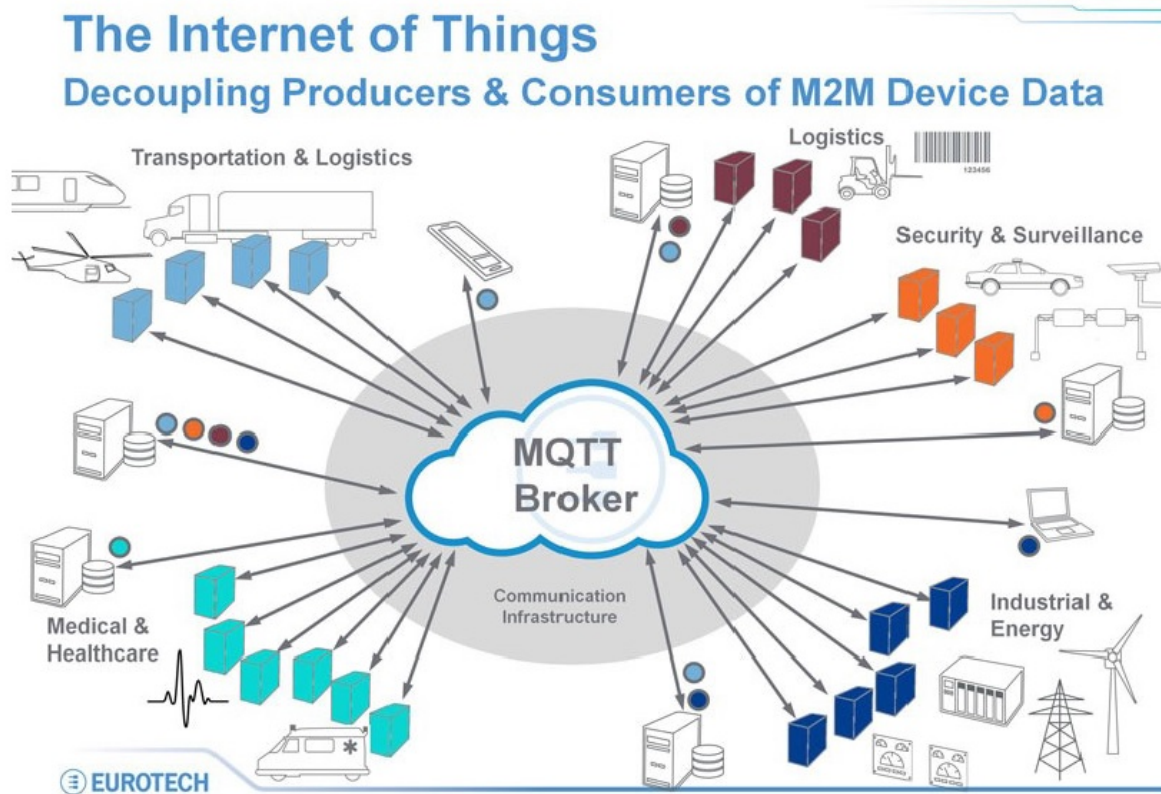 The Internet of Things
Decoupling Producers & Consumers of M2M Device Data
Transportation & Logistics
Logistics
123456
Security & Surveillance
MQTT
Broker
Communication
Infrastructure
Medical &
Healthcare
Industrial &
Energy
EUROTECH